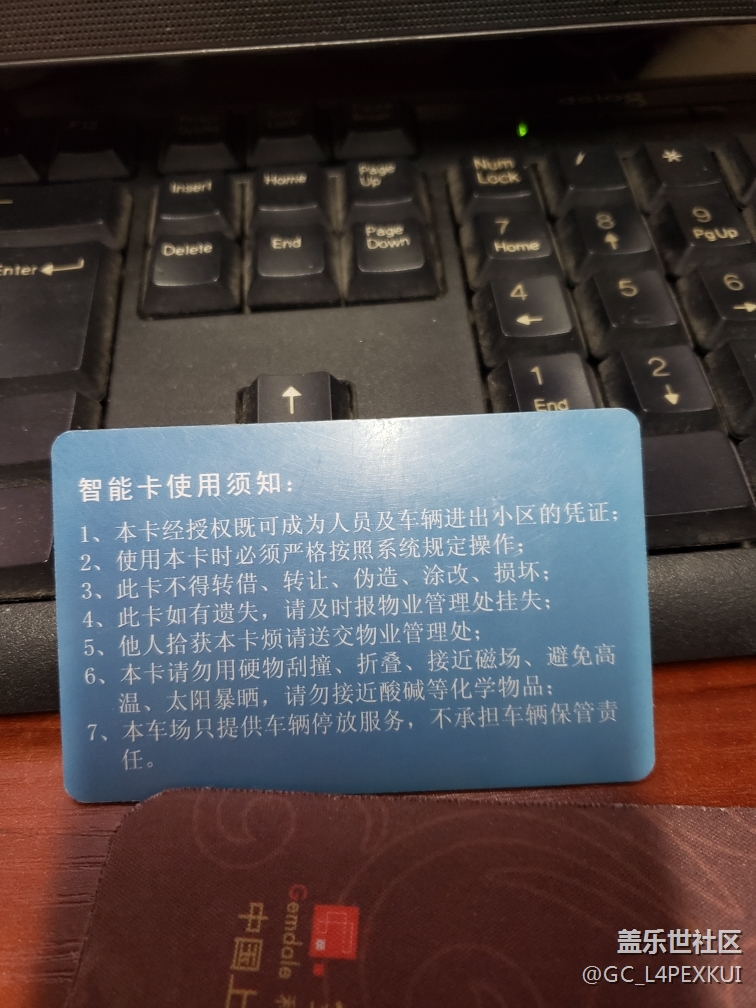 Insert
Home
Page
Up
Num
Lock
/
*
Delete
End
Page
Down
7
Home
8
↑
9
PgUp
Enter
4
←
5
6
→
↑
1
End
2
↓
智能卡使用须知：
1、本卡经授权既可成为人员及车辆进出小区的凭证；
2、使用本卡时必须严格按照系统规定操作；
3、此卡不得转借、转让、伪造、涂改、损坏；
4、此卡如有遗失，请及时报物业管理处挂失；
5、他人拾获本卡烦请送交物业管理处；
6、本卡请勿用硬物刮撞、折叠、接近磁场、避免高
温、太阳暴晒，请勿接近酸碱等化学物品；
7、本车场只提供车辆停放服务，不承担车辆保管责
任。
Gemdale
中国上
盖乐世社区
@GC_L4PEXKUI